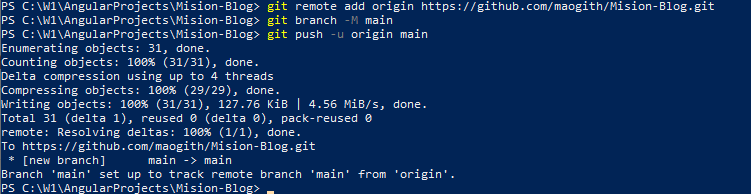 PS C:\W1\AngularProjects\Mision-Blog> git remote add origin https://github.com/maogith/Mision-Blog.git
PS C:\W1\AngularProjects\Mision-Blog> git branch -M main
PS C:\W1\AngularProjects\Mision-Blog> git push -u origin main
Enumerating objects: 31, done.
Counting objects: 100% (31/31), done.
Delta compression using up to 4 threads
Compressing objects: 100% (29/29), done.
Writing objects: 100% (31/31), 127.76 KiB | 4.56 MiB/s, done.
Total 31 (delta 1), reused 0 (delta 0), pack-reused 0
remote: Resolving deltas: 100% (1/1), done.
To https://github.com/maogith/Mision-Blog.git
 * [new branch]      main -> main
Branch 'main' set up to track remote branch 'main' from 'origin'.
PS C:\W1\AngularProjects\Mision-Blog>